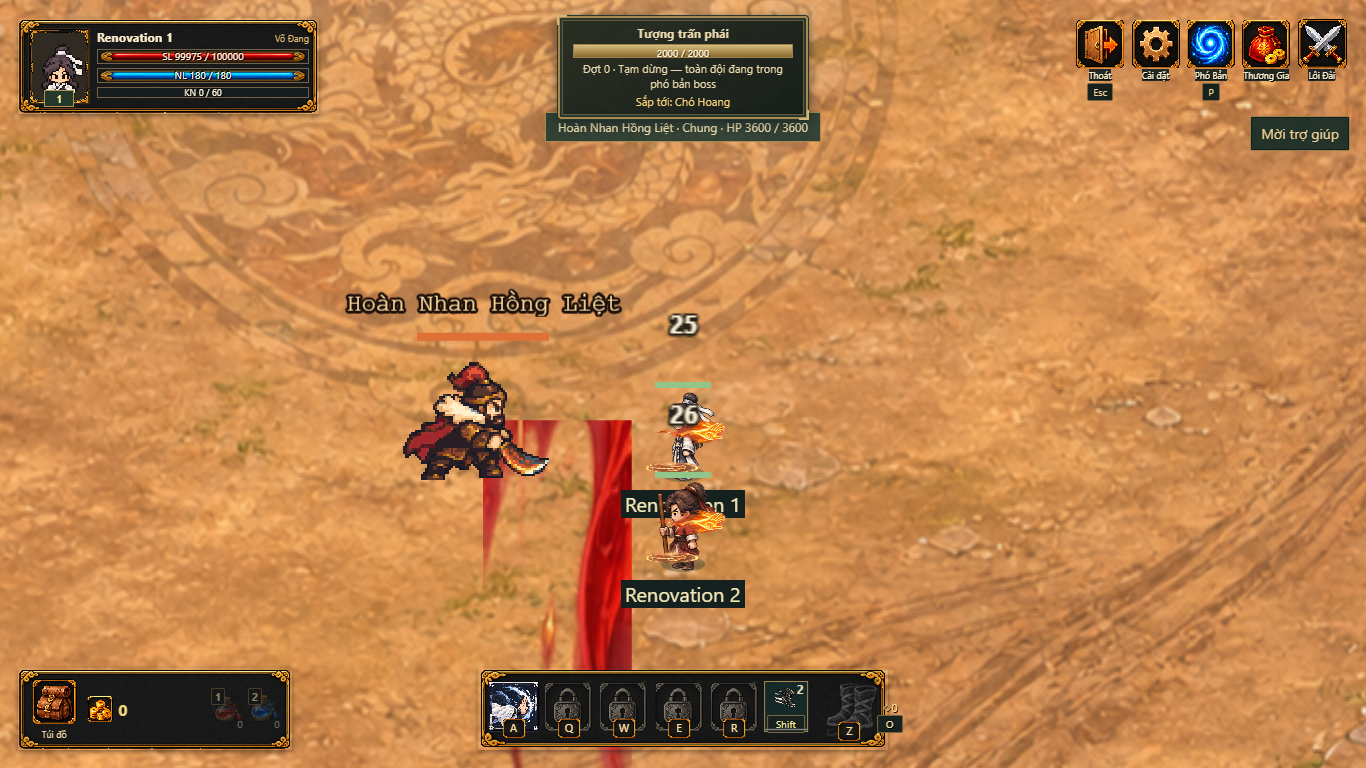 Renovation 1
Võ Đang
SL 99975 / 100000
NL 180 / 180
KN 0 / 60
1
Tượng trấn phái
2000 / 2000
Đợt 0 · Tạm dừng — toàn đội đang trong
phó bản boss
Sắp tới: Chó Hoang
Hoàn Nhan Hồng Liệt · Chung · HP 3600 / 3600
Thoát
Cài đặt
Phó Bản
Thương Gia
Lôi Đài
Esc
P
Mời trợ giúp
Hoàn Nhan Hồng Liệt
25
26
Renovation 2
Túi đồ
0
1
0
2
0
A
Q
W
E
R
2
Shift
Z
O